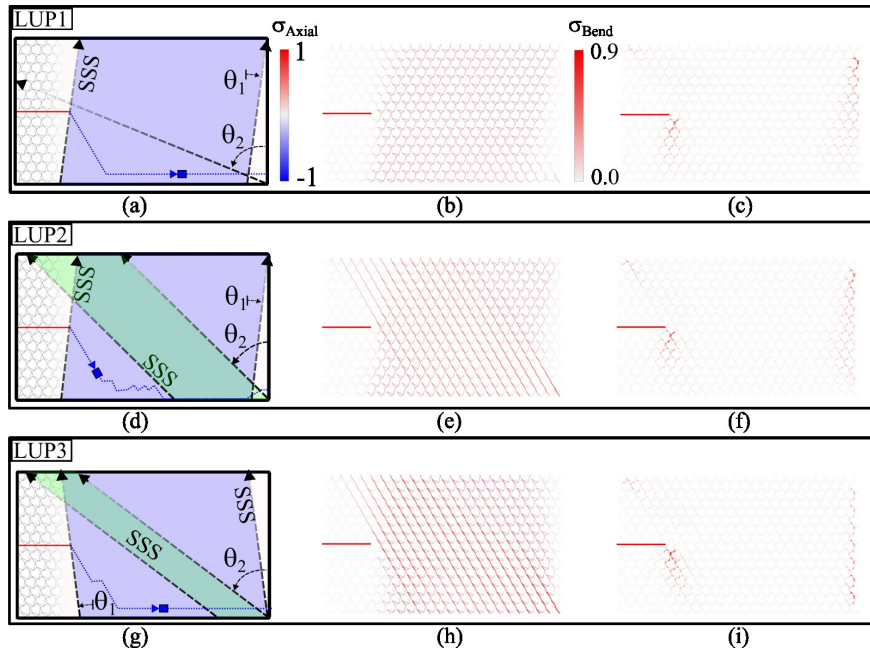 LUP1
SSS
θ1
θ2
σAxial
1
-1
σBend
0.9
0.0
(a)
(b)
(c)
LUP2
SSS
SSS
θ1
θ2
(d)
(e)
(f)
LUP3
SSS
SSS
θ2
θ1
(g)
(h)
(i)